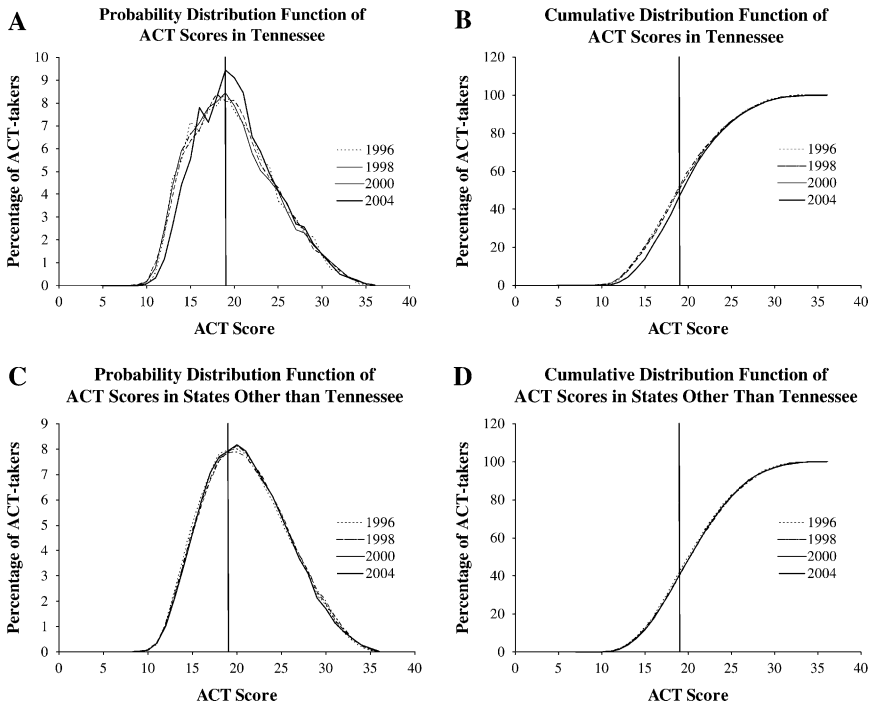 A
Probability Distribution Function of
ACT Scores in Tennessee
Percentage of ACT-takers
10
9
8
7
6
5
4
3
2
1
0
0 5 10 15 20 25 30 35 40
ACT Score
1996
1998
2000
2004
B
Cumulative Distribution Function of
ACT Scores in Tennessee
Percentage of ACT-takers
120
100
80
60
40
20
0
0 5 10 15 20 25 30 35 40
ACT Score
1996
1998
2000
2004
C
Probability Distribution Function of
ACT Scores in States Other than Tennessee
Percentage of ACT-takers
9
8
7
6
5
4
3
2
1
0
0 5 10 15 20 25 30 35 40
ACT Score
1996
1998
2000
2004
D
Cumulative Distribution Function of
ACT Scores in States Other Than Tennessee
Percentage of ACT-takers
120
100
80
60
40
20
0
0 5 10 15 20 25 30 35 40
ACT Score
1996
1998
2000
2004